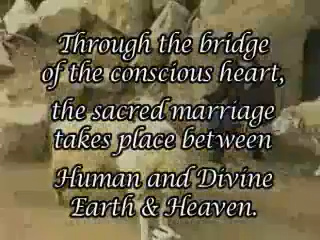 Through the bridge
of the conscious heart,
the sacred marriage
takes place between
Human and Divine
Earth & Heaven.